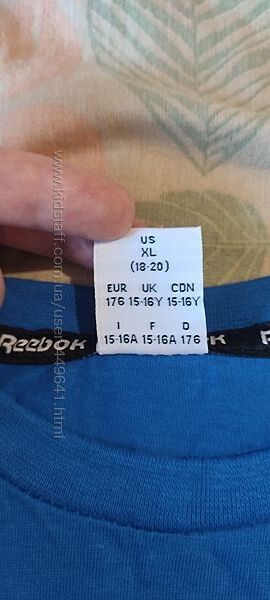 US
XL
(18-20)
EUR UK CDN
176 15-16Y 15-16Y
I F D
15-16A 15-16A 176
Reebok